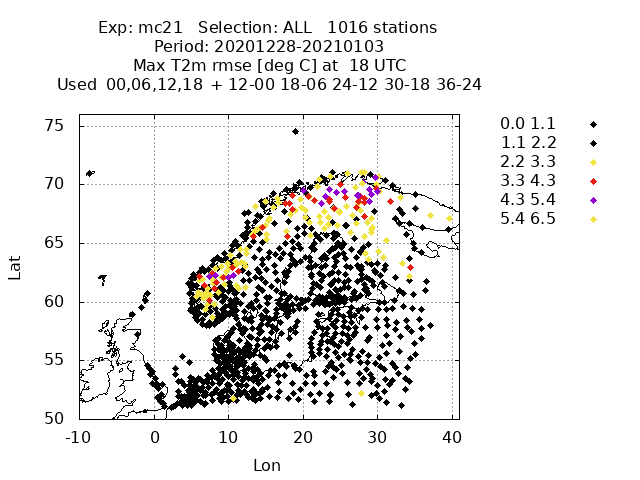 Exp: mc21 Selection: ALL 1016 stations
Period: 20201228-20210103
Max T2m rmse [deg C] at 18 UTC
Used 00,06,12,18 + 12-00 18-06 24-12 30-18 36-24
0.0 1.1
1.1 2.2
2.2 3.3
3.3 4.3
4.3 5.4
5.4 6.5
75
70
65
60
55
50
Lat
-10 0 10 20 30 40
Lon